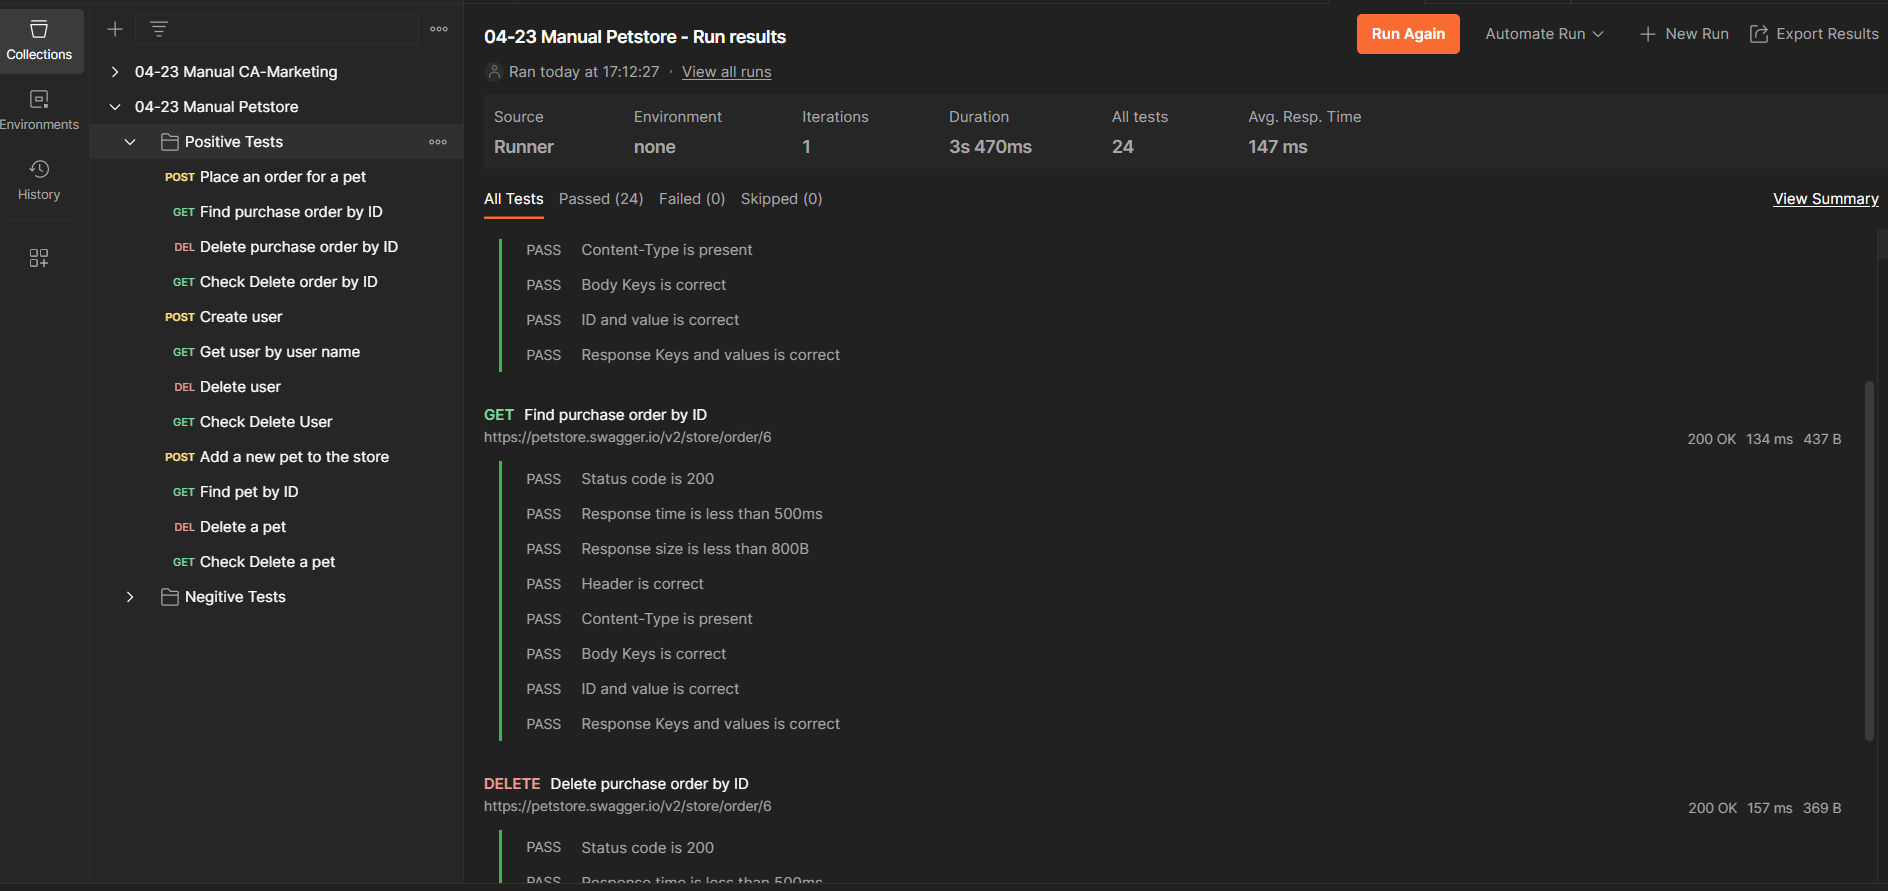 Collections
Environments
History
04-23 Manual CA-Marketing
04-23 Manual Petstore
Positive Tests
POST Place an order for a pet
GET Find purchase order by ID
DEL Delete purchase order by ID
GET Check Delete order by ID
POST Create user
GET Get user by user name
DEL Delete user
GET Check Delete User
POST Add a new pet to the store
GET Find pet by ID
DEL Delete a pet
GET Check Delete a pet
Negitive Tests
04-23 Manual Petstore - Run results
Run Again Automate Run New Run Export Results
Ran today at 17:12:27 · View all runs
Source Environment Iterations Duration All tests Avg. Resp. Time
Runner none 1 3s 470ms 24 147 ms
All Tests Passed (24) Failed (0) Skipped (0) View Summary
PASS Content-Type is present
PASS Body Keys is correct
PASS ID and value is correct
PASS Response Keys and values is correct
GET Find purchase order by ID
https://petstore.swagger.io/v2/store/order/6
200 OK 134 ms 437 B
PASS Status code is 200
PASS Response time is less than 500ms
PASS Response size is less than 800B
PASS Header is correct
PASS Content-Type is present
PASS Body Keys is correct
PASS ID and value is correct
PASS Response Keys and values is correct
DELETE Delete purchase order by ID
https://petstore.swagger.io/v2/store/order/6
200 OK 157 ms 369 B
PASS Status code is 200
PASS Response time is less than 500ms